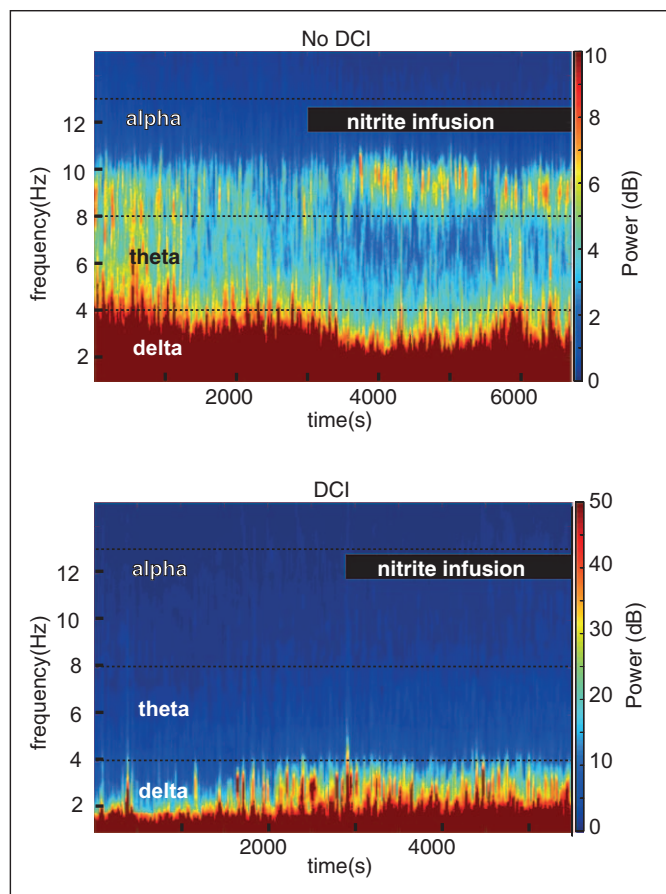 No DCI
10
alpha
nitrite infusion
12
10
8
6
4
2
frequency(Hz)
theta
delta
8
6
4
2
0
Power (dB)
2000
4000
6000
time(s)
DCI
50
alpha
nitrite infusion
12
10
8
6
4
2
frequency(Hz)
theta
delta
40
30
20
10
0
Power (dB)
2000
4000
time(s)